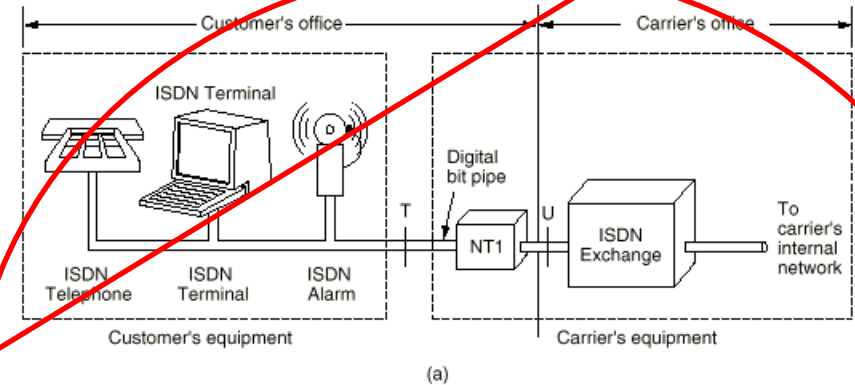 Customer's office
Carrier's office
ISDN Terminal
Digital
bit pipe
T
U
NT1
ISDN
Exchange
To
carrier's
internal
network
ISDN
Telephone
ISDN
Terminal
ISDN
Alarm
Customer's equipment
Carrier's equipment
(a)